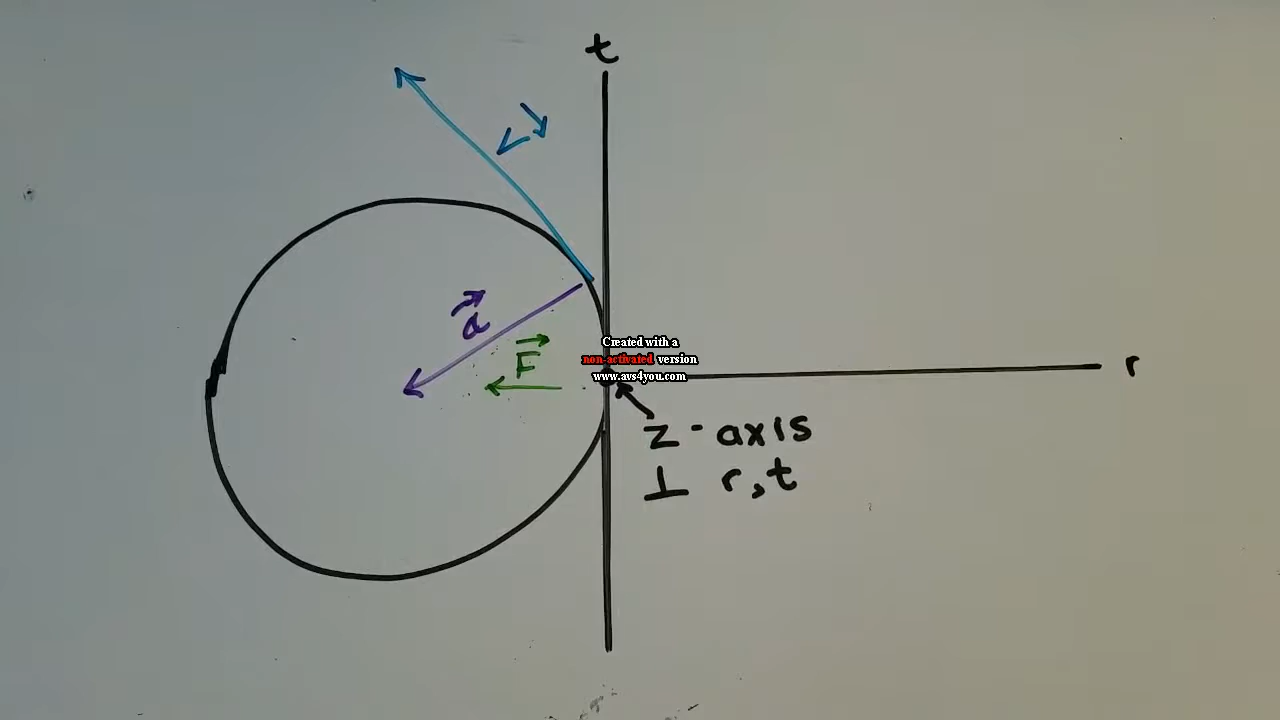 t
v⃗
a⃗
F⃗
Created with a
non-activated version
www.avs4you.com
r
z-axis
⊥ r,t